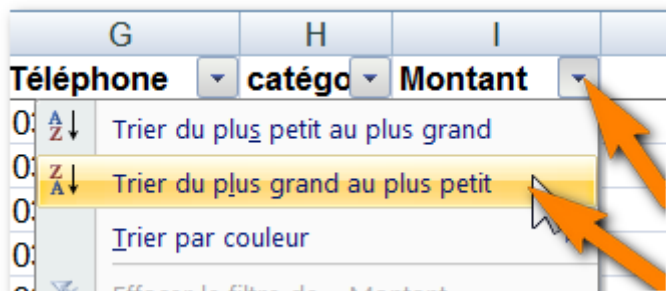 G H I
Téléphone catégo Montant
Trier du plus petit au plus grand
Trier du plus grand au plus petit
Trier par couleur